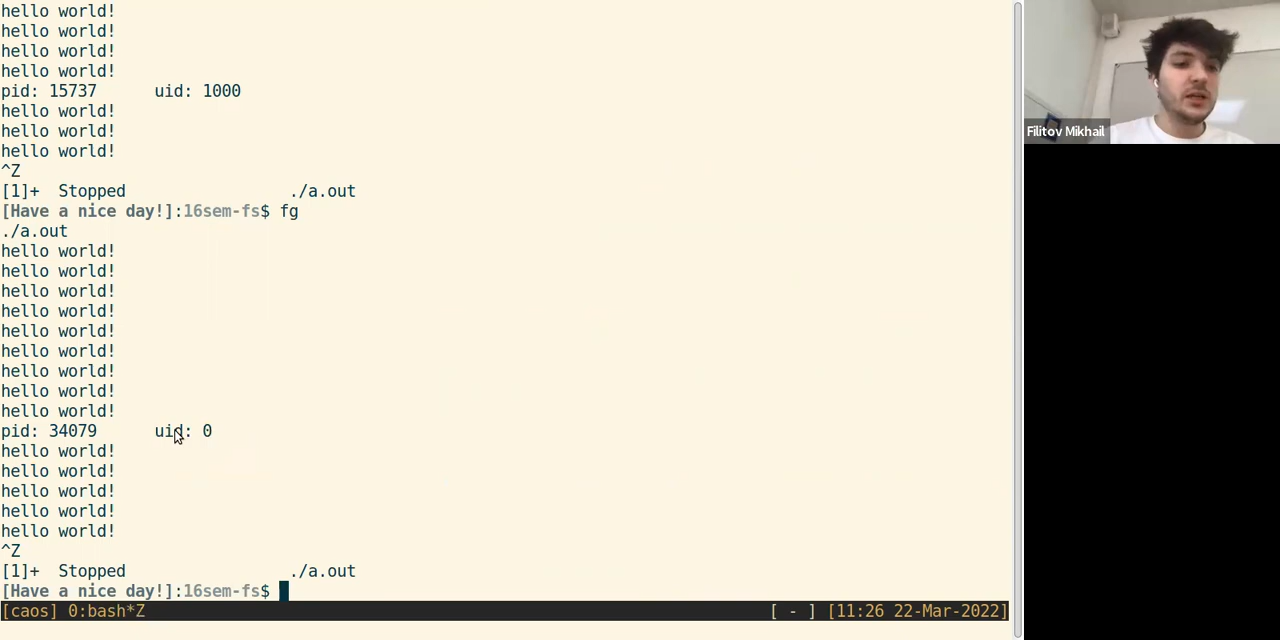 hello world!
hello world!
hello world!
hello world!
pid: 15737      uid: 1000
hello world!
hello world!
hello world!
^Z
[1]+  Stopped                 ./a.out
[Have a nice day!]:16sem-fs$ fg
./a.out
hello world!
hello world!
hello world!
hello world!
hello world!
hello world!
hello world!
hello world!
hello world!
pid: 34079      uid: 0
hello world!
hello world!
hello world!
hello world!
hello world!
^Z
[1]+  Stopped                 ./a.out
[Have a nice day!]:16sem-fs$
[caos] 0:bash*Z [ - ] [11:26 22-Mar-2022]
Filitov Mikhail